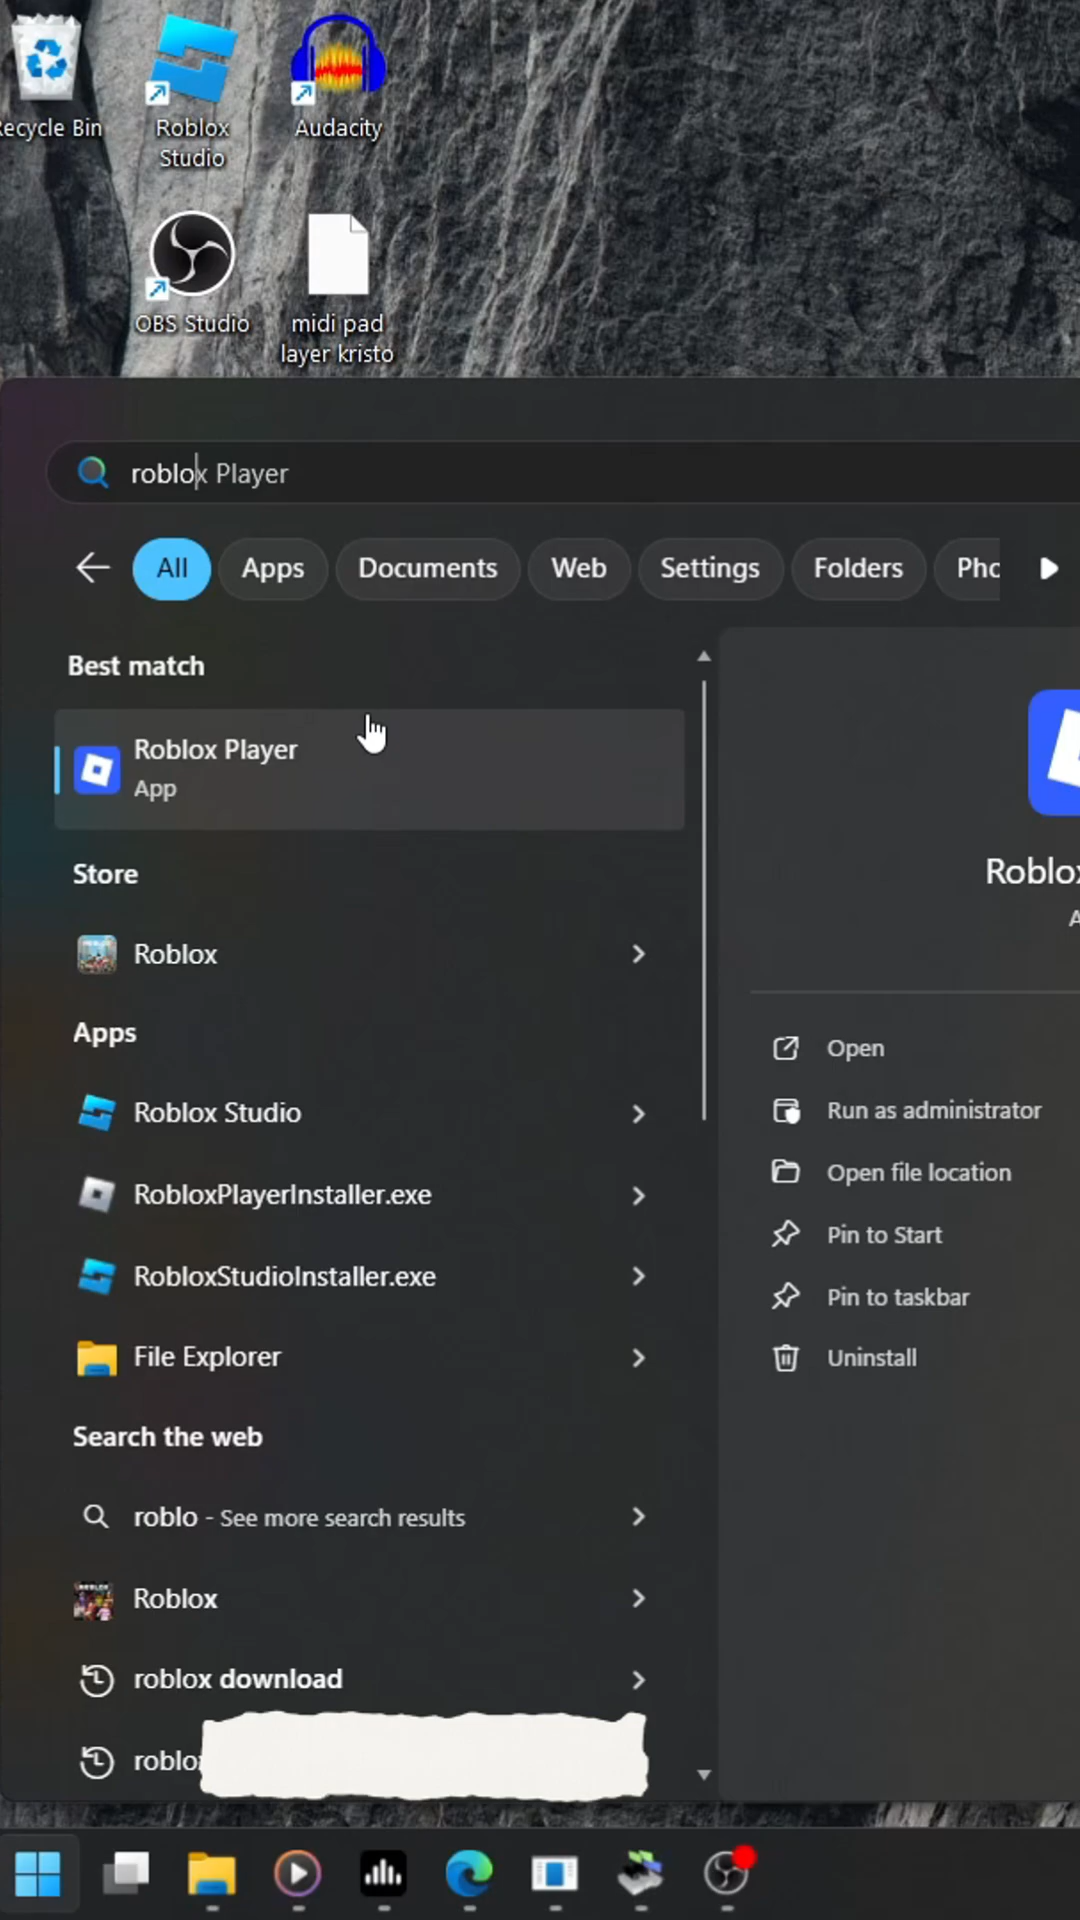 Recycle Bin
Roblox
Studio
Audacity
OBS Studio
midi pad
layer kristo
roblox Player
All
Apps
Documents
Web
Settings
Folders
Best match
Roblox Player
App
Store
Roblox
Apps
Roblox Studio
RobloxPlayerInstaller.exe
RobloxStudioInstaller.exe
File Explorer
Search the web
roblo - See more search results
Roblox
roblox download
Open
Run as administrator
Open file location
Pin to Start
Pin to taskbar
Uninstall